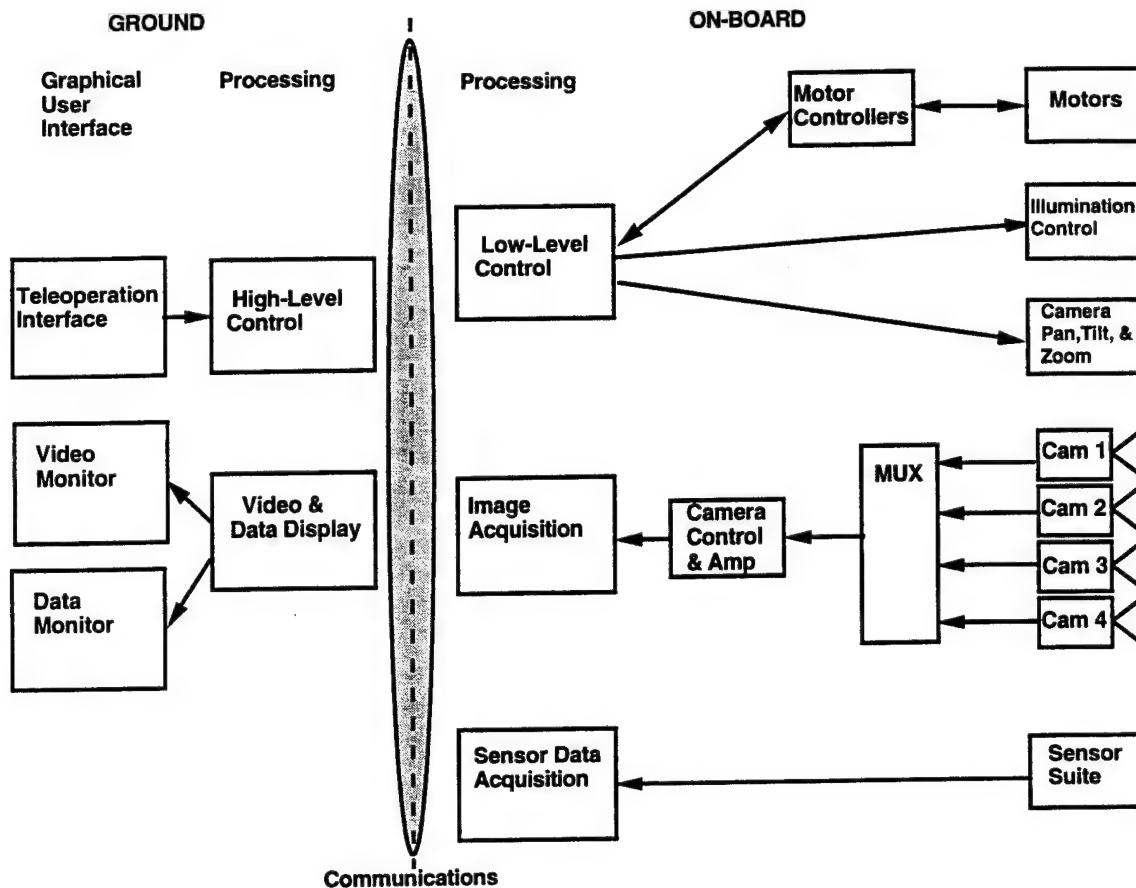 GROUND
ON-BOARD
Graphical
User
Interface
Processing
Processing
Motor
Controllers
Motors
Low-Level
Control
Illumination
Control
Camera
Pan,Tilt, &
Zoom
Teleoperation
Interface
High-Level
Control
Video
Monitor
Video &
Data Display
Data
Monitor
Image
Acquisition
Camera
Control
& Amp
MUX
Cam 1
Cam 2
Cam 3
Cam 4
Sensor Data
Acquisition
Sensor
Suite
Communications